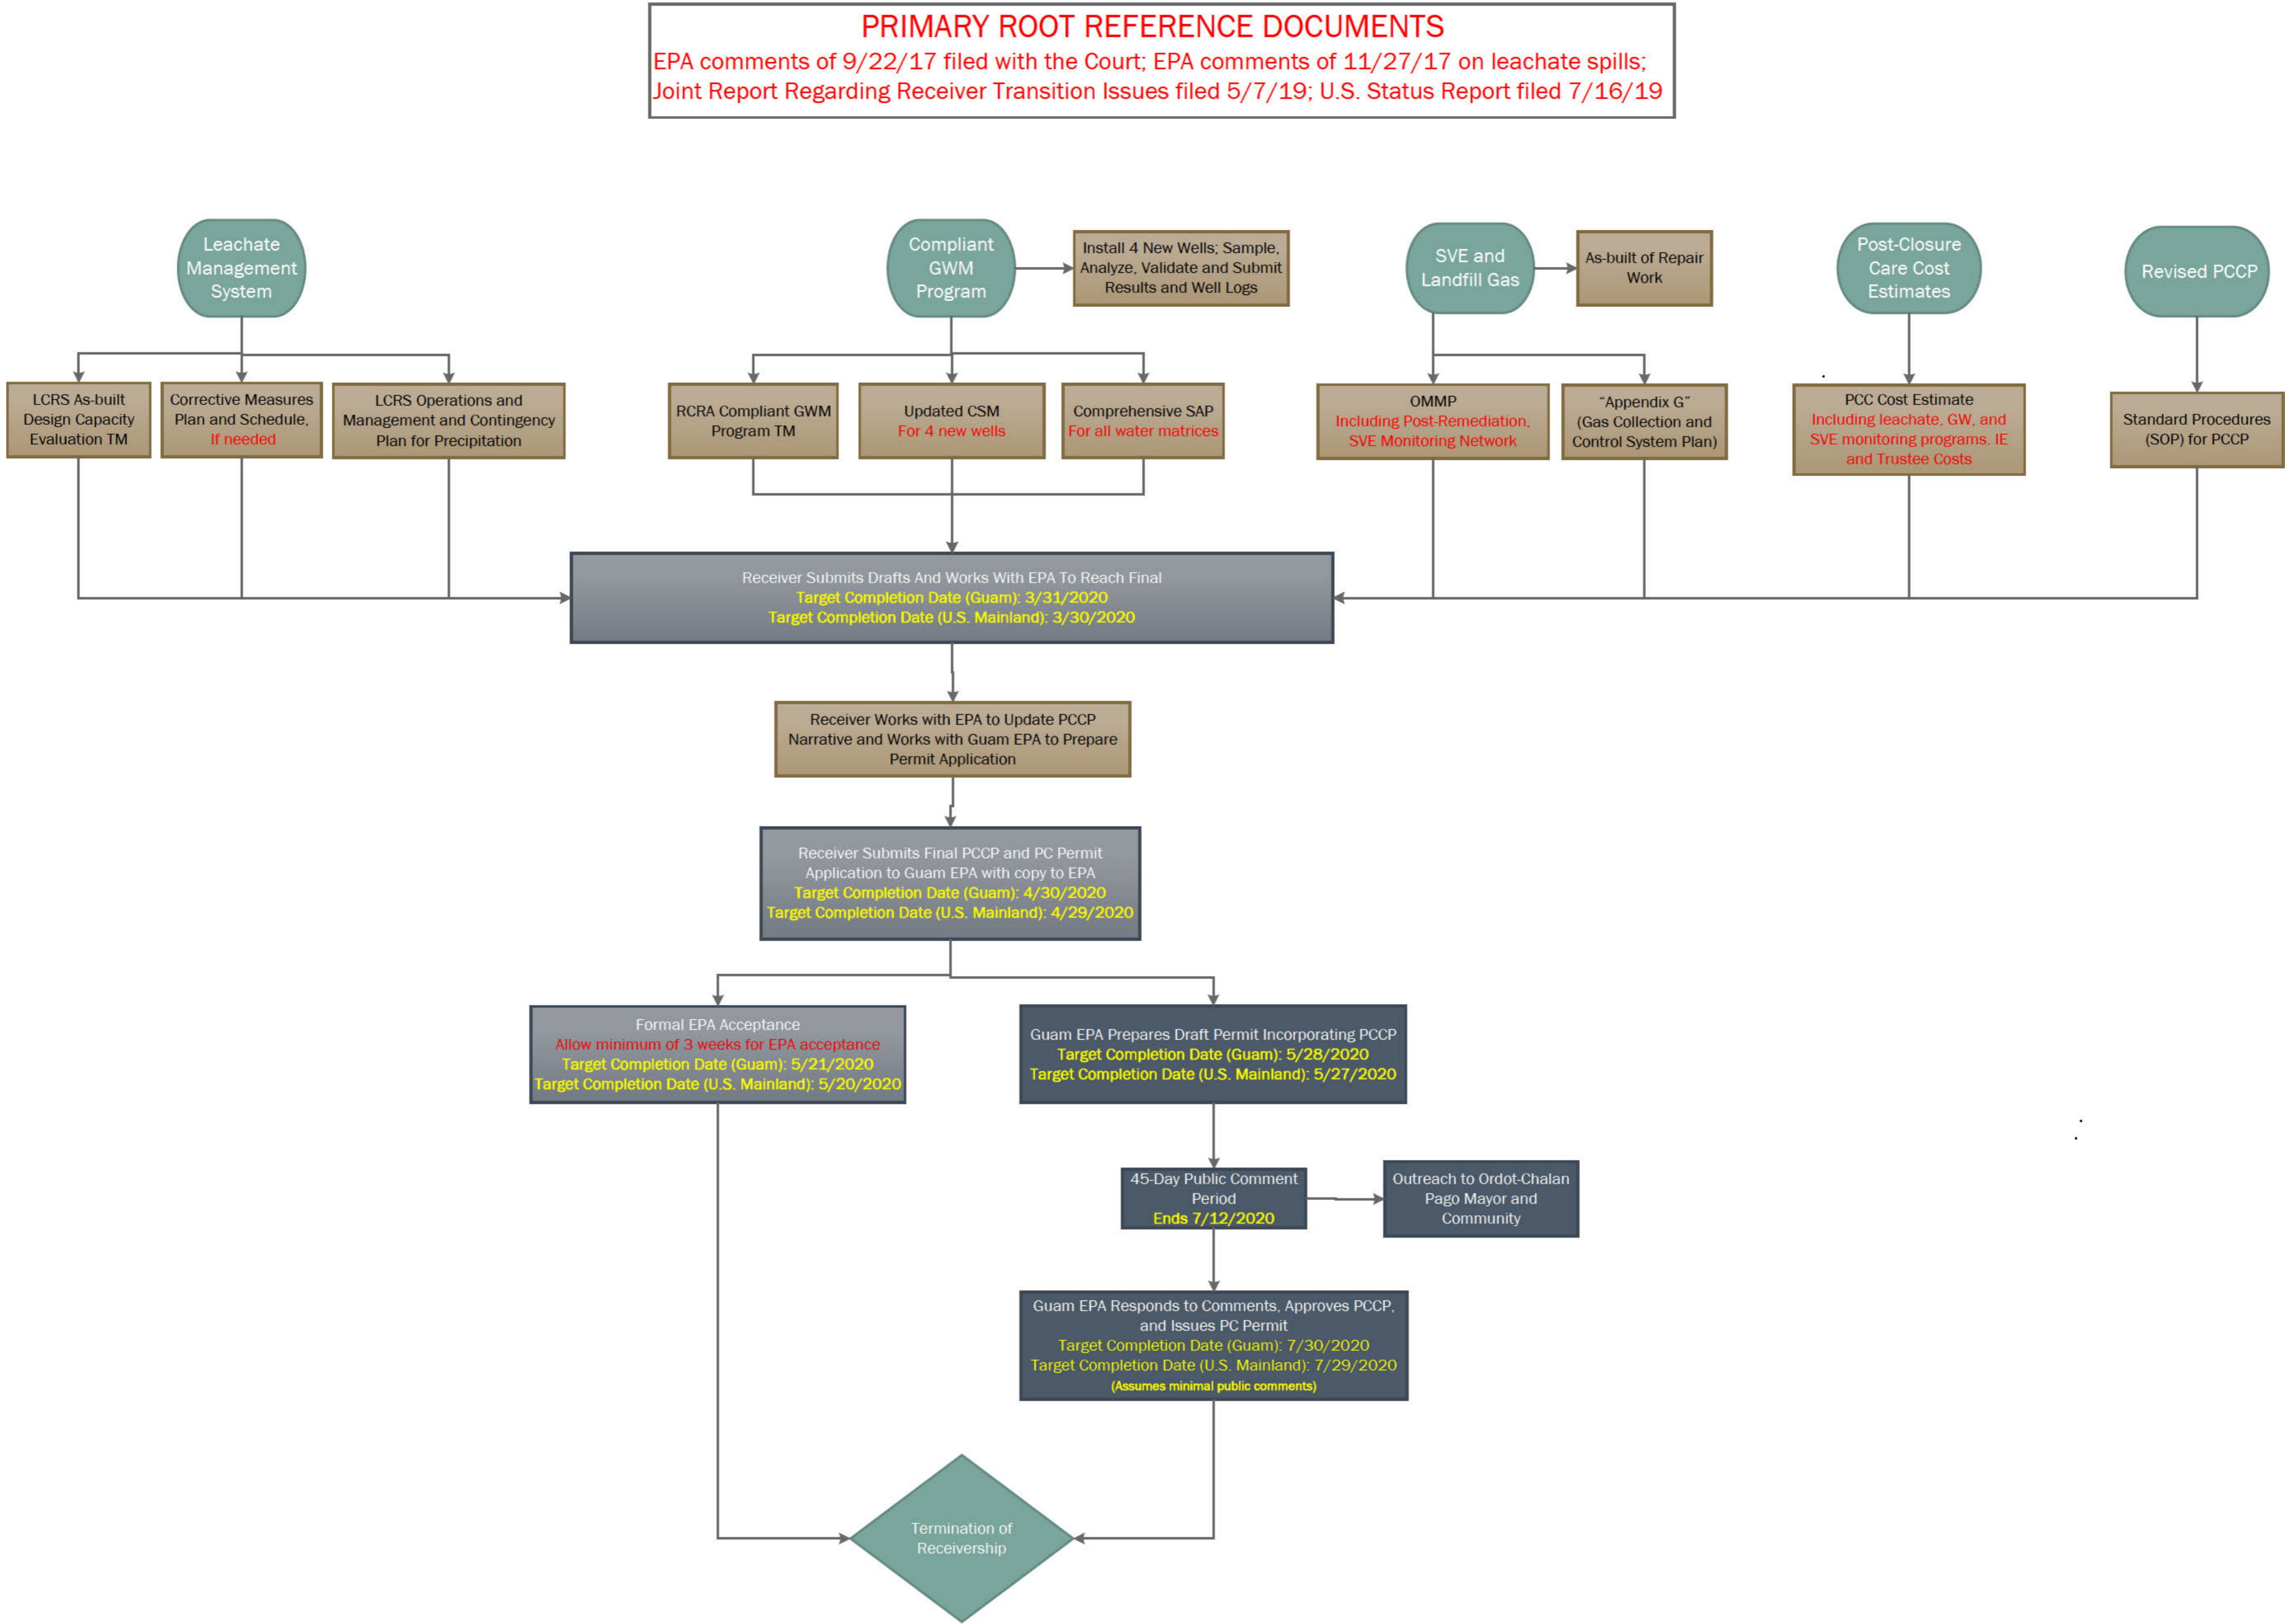 PRIMARY ROOT REFERENCE DOCUMENTS
EPA comments of 9/22/17 filed with the Court; EPA comments of 11/27/17 on leachate spills;
Joint Report Regarding Receiver Transition Issues filed 5/7/19; U.S. Status Report filed 7/16/19
Leachate
Management
System
Compliant
GWM
Program
Install 4 New Wells; Sample,
Analyze, Validate and Submit
Results and Well Logs
SVE and
Landfill Gas
As-built of Repair
Work
Post-Closure
Care Cost
Estimates
Revised PCCP
LCRS As-built
Design Capacity
Evaluation TM
Corrective Measures
Plan and Schedule,
If needed
LCRS Operations and
Management and Contingency
Plan for Precipitation
RCRA Compliant GWM
Program TM
Updated CSM
For 4 new wells
Comprehensive SAP
For all water matrices
OMMP
Including Post-Remediation,
SVE Monitoring Network
“Appendix G”
(Gas Collection and
Control System Plan)
PCC Cost Estimate
Including leachate, GW, and
SVE monitoring programs. IE
and Trustee Costs
Standard Procedures
(SOP) for PCCP
Receiver Submits Drafts And Works With EPA To Reach Final
Target Completion Date (Guam): 3/31/2020
Target Completion Date (U.S. Mainland): 3/30/2020
Receiver Works with EPA to Update PCCP
Narrative and Works with Guam EPA to Prepare
Permit Application
Receiver Submits Final PCCP and PC Permit
Application to Guam EPA with copy to EPA
Target Completion Date (Guam): 4/30/2020
Target Completion Date (U.S. Mainland): 4/29/2020
Formal EPA Acceptance
Allow minimum of 3 weeks for EPA acceptance
Target Completion Date (Guam): 5/21/2020
Target Completion Date (U.S. Mainland): 5/20/2020
Guam EPA Prepares Draft Permit Incorporating PCCP
Target Completion Date (Guam): 5/28/2020
Target Completion Date (U.S. Mainland): 5/27/2020
45-Day Public Comment
Period
Ends 7/12/2020
Outreach to Ordot-Chalan
Pago Mayor and
Community
Guam EPA Responds to Comments, Approves PCCP,
and Issues PC Permit
Target Completion Date (Guam): 7/30/2020
Target Completion Date (U.S. Mainland): 7/29/2020
(Assumes minimal public comments)
Termination of
Receivership